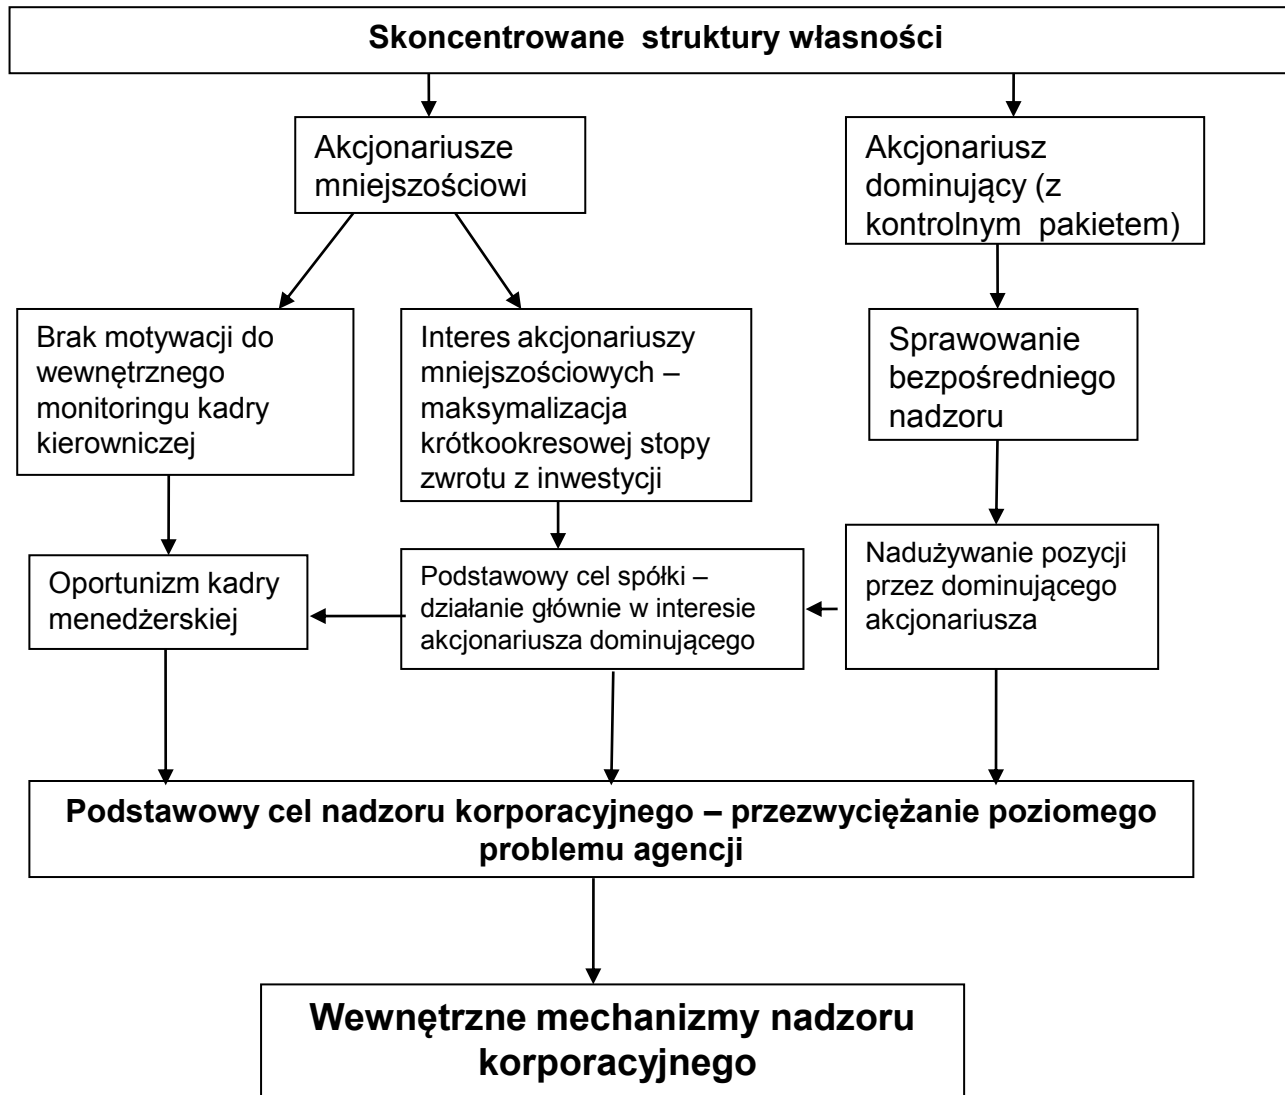 Skoncentrowane struktury własności
Akcjonariusze
mniejszościowi
Akcjonariusz
dominujący (z
kontrolnym pakietem)
Brak motywacji do
wewnętrznego
monitoringu kadry
kierowniczej
Interes akcjonariuszy
mniejszościowych –
maksymalizacja
krótkookresowej stopy
zwrotu z inwestycji
Sprawowanie
bezpośredniego
nadzoru
Oportunizm kadry
menedżerskiej
Podstawowy cel spółki –
działanie głównie w interesie
akcjonariusza dominującego
Nadużywanie pozycji
przez dominującego
akcjonariusza
Podstawowy cel nadzoru korporacyjnego – przezwyciężanie poziomego
problemu agencji
Wewnętrzne mechanizmy nadzoru
korporacyjnego